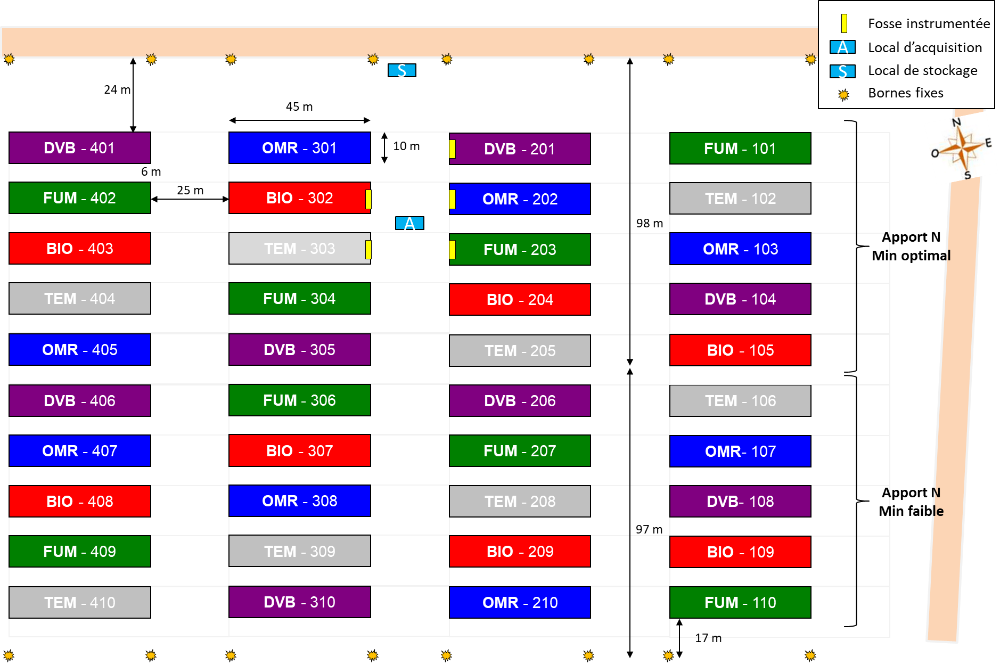 Fosse instrumentée
A
Local d’acquisition
S
Local de stockage
Bornes fixes
S
24 m
45 m
N
E
O
S
DVB - 401
OMR - 301
10 m
DVB - 201
FUM - 101
6 m
FUM - 402
25 m
BIO - 302
OMR - 202
TEM - 102
A
98 m
BIO - 403
TEM - 303
FUM - 203
OMR - 103
Apport N
Min optimal
TEM - 404
FUM - 304
BIO - 204
DVB - 104
OMR - 405
DVB - 305
TEM - 205
BIO - 105
DVB - 406
FUM - 306
DVB - 206
TEM - 106
OMR - 407
BIO - 307
FUM - 207
OMR- 107
BIO - 408
OMR - 308
TEM - 208
DVB- 108
Apport N
Min faible
97 m
FUM - 409
TEM - 309
BIO - 209
BIO - 109
TEM - 410
DVB - 310
OMR - 210
FUM - 110
17 m